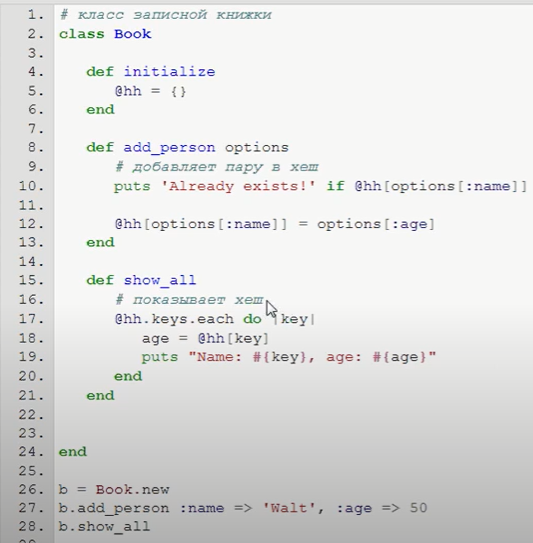 1. # класс записной книжки
2. class Book
3.
4. def initialize
5. @hh = {}
6. end
7.
8. def add_person options
9. # добавляет пару в хеш
10. puts 'Already exists!' if @hh[options[:name]]
11.
12. @hh[options[:name]] = options[:age]
13. end
14.
15. def show_all
16. # показывает хеш
17. @hh.keys.each do |key|
18. age = @hh[key]
19. puts "Name: #{key}, age: #{age}"
20. end
21. end
22.
23.
24. end
25.
26. b = Book.new
27. b.add_person :name => 'Walt', :age => 50
28. b.show_all